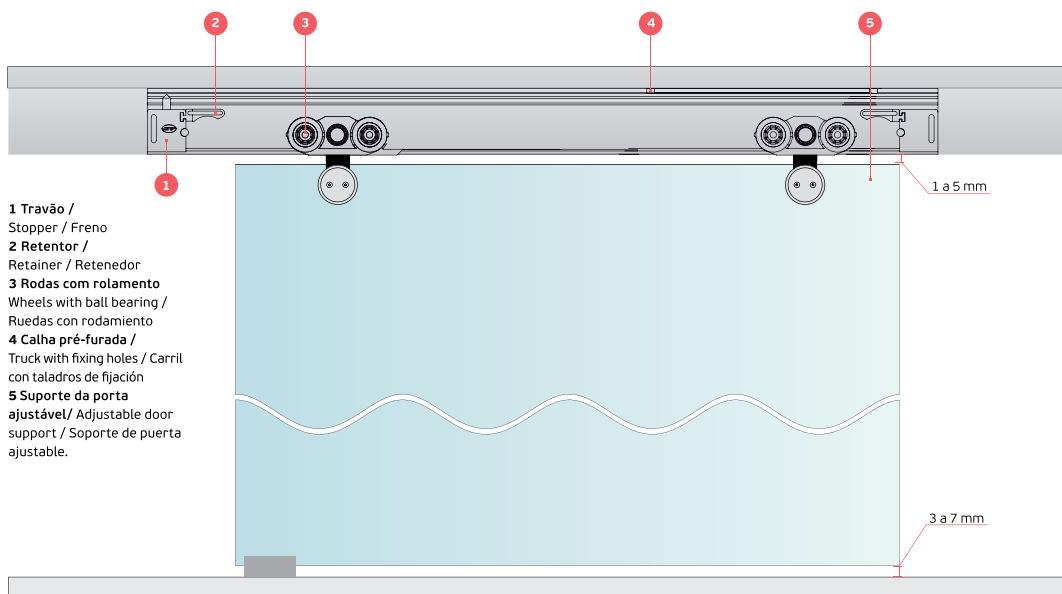 2
3
4
5
1
1 a 5 mm
1 Travão /
Stopper / Freno
2 Retentor /
Retainer / Retenedor
3 Rodas com rolamento
Wheels with ball bearing /
Ruedas con rodamiento
4 Calha pré-furada /
Truck with fixing holes / Carril
con taladros de fijación
5 Suporte da porta
ajustável/ Adjustable door
support / Soporte de puerta
ajustable.
3 a 7 mm